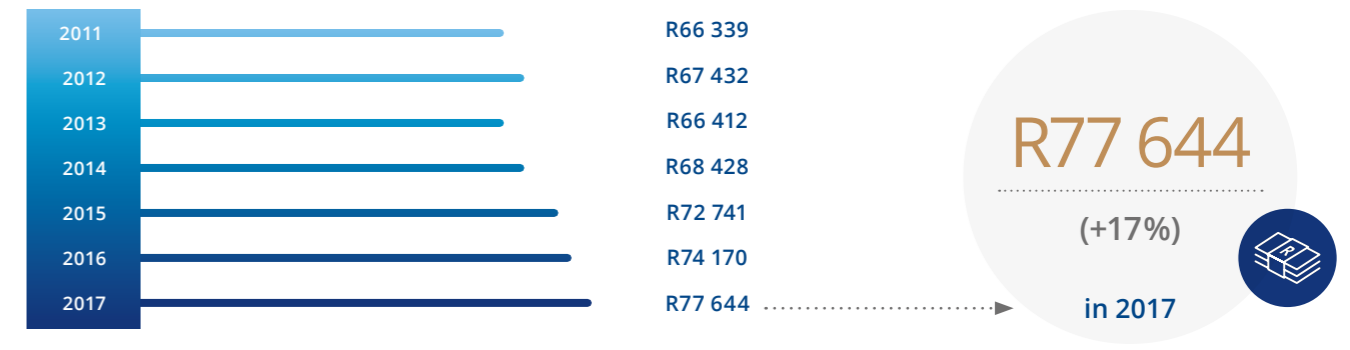 2011 R66 339
2012 R67 432
2013 R66 412
2014 R68 428
2015 R72 741
2016 R74 170
2017 R77 644
R77 644
(+17%)
in 2017
R